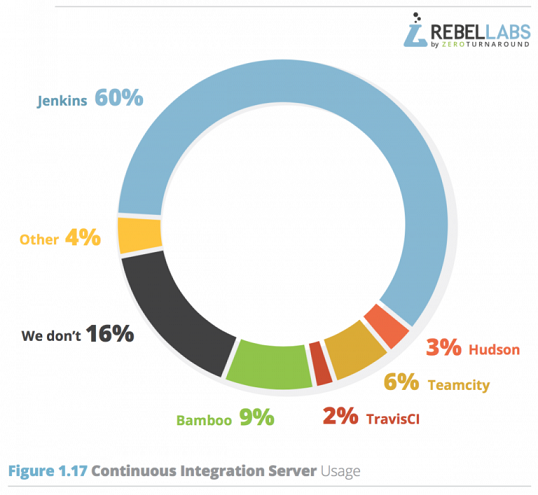 REBELLABS
by ZEROTURNAROUND
Jenkins 60%
Other 4%
We don't 16%
Bamboo 9%
2% TravisCI
6% Teamcity
3% Hudson
Figure 1.17 Continuous Integration Server Usage